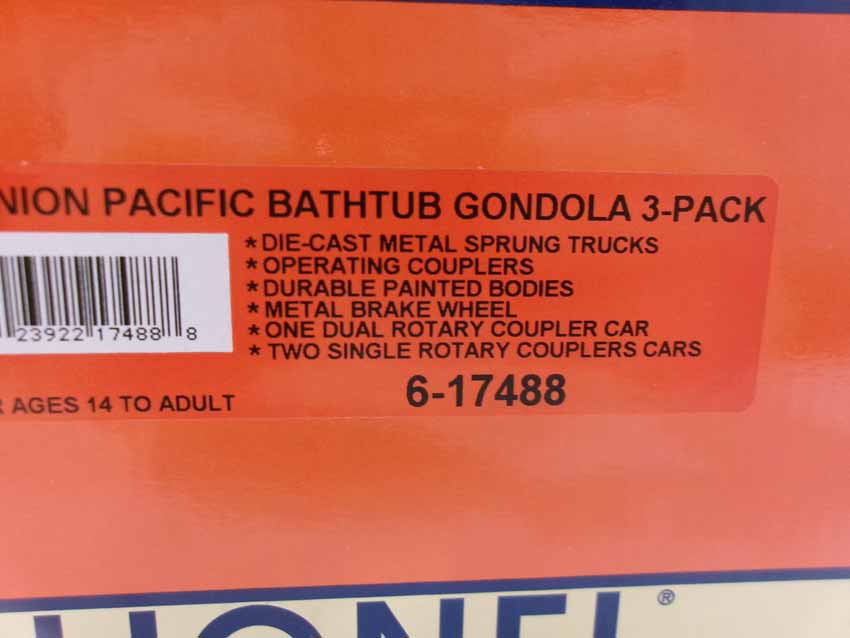 NION PACIFIC BATHTUB GONDOLA 3-PACK
* DIE-CAST METAL SPRUNG TRUCKS
* OPERATING COUPLERS
* DURABLE PAINTED BODIES
* METAL BRAKE WHEEL
* ONE DUAL ROTARY COUPLER CAR
* TWO SINGLE ROTARY COUPLERS CARS
23922 17488 8
R AGES 14 TO ADULT
6-17488
LIONEL ®